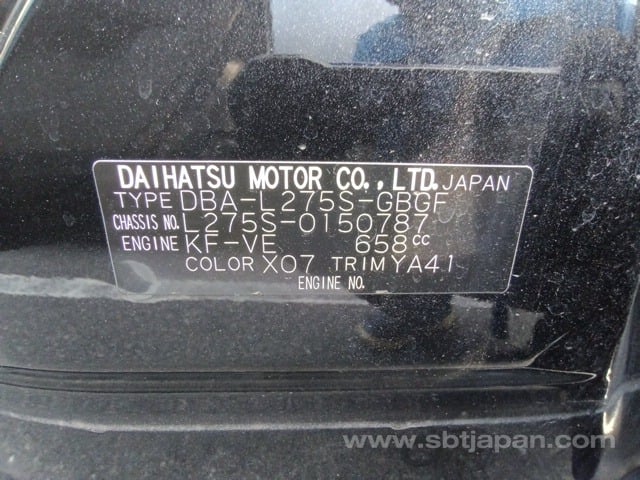 DAIHATSU MOTOR CO., LTD. JAPAN
TYPE DBA-L275S-GBGF
CHASSIS NO. L275S-0150787
ENGINE KF-VE 658cc
COLOR X07 TRIM YA41
ENGINE NO.
www.sbtjapan.com